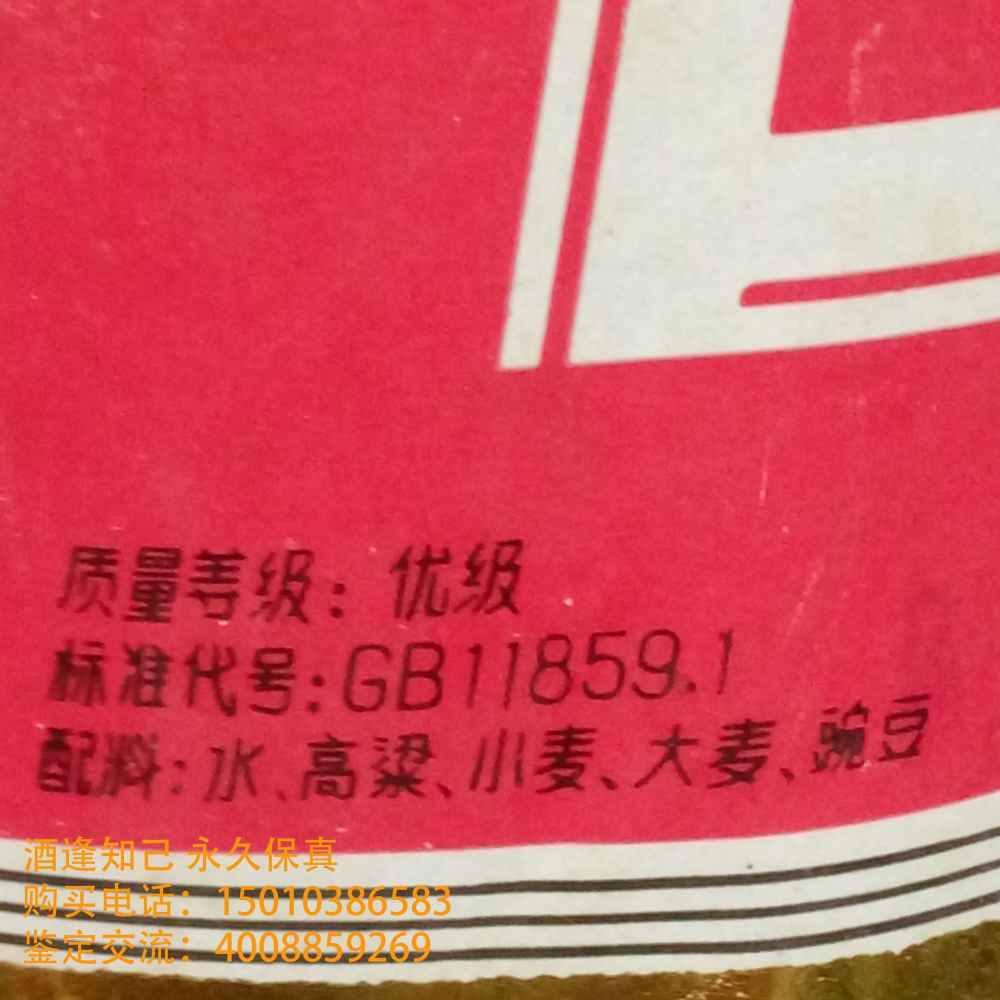 质量等级：优级
标准代号：GB11859.1
配料：水、高粱、小麦、大麦、豌豆
酒逢知己 永久保真
购买电话：15010386583
鉴定交流：4008859269